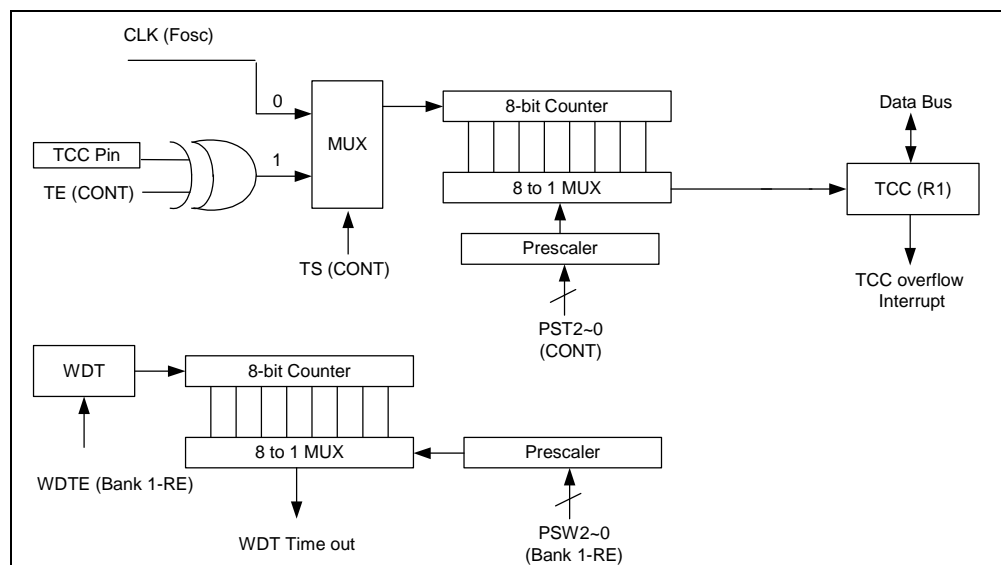 CLK (Fosc)
0
TCC Pin
TE (CONT)
1
MUX
TS (CONT)
8-bit Counter
8 to 1 MUX
Prescaler
PST2~0
(CONT)
Data Bus
TCC (R1)
TCC overflow
Interrupt
WDT
WDTE (Bank 1-RE)
8-bit Counter
8 to 1 MUX
WDT Time out
Prescaler
PSW2~0
(Bank 1-RE)